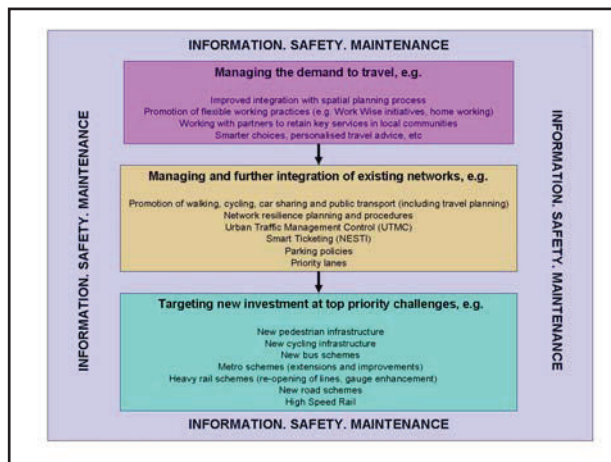 INFORMATION. SAFETY. MAINTENANCE
INFORMATION. SAFETY. MAINTENANCE
Managing the demand to travel, e.g.
Improved integration with spatial planning process
Promotion of flexible working practices (e.g. Work Wise initiatives, home working)
Working with partners to retain key services in local communities
Smarter choices, personalised travel advice, etc
Managing and further integration of existing networks, e.g.
Promotion of walking, cycling, car sharing and public transport (including travel planning)
Network resilience planning and procedures
Urban Traffic Management Control (UTMC)
Smart Ticketing (NESTI)
Parking policies
Priority lanes
Targeting new investment at top priority challenges, e.g.
New pedestrian infrastructure
New cycling infrastructure
New bus schemes
Metro schemes (extensions and improvements)
Heavy rail schemes (re-opening of lines, gauge enhancement)
New road schemes
High Speed Rail
INFORMATION. SAFETY. MAINTENANCE
INFORMATION. SAFETY. MAINTENANCE